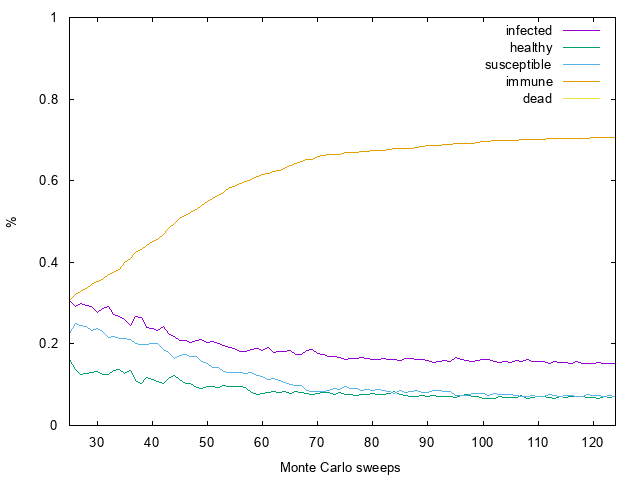 1
0.8
0.6
0.4
0.2
0
%
30 40 50 60 70 80 90 100 110 120
Monte Carlo sweeps
infected
healthy
susceptible
immune
dead